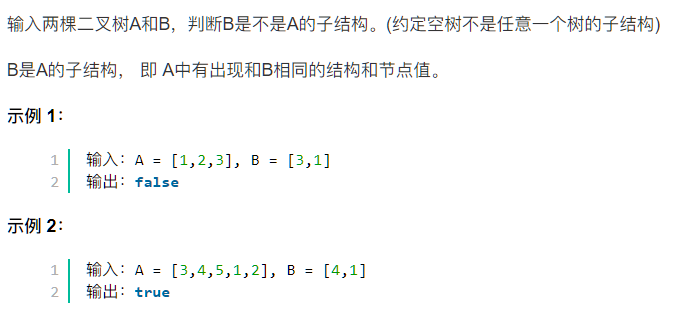 输入两棵二叉树A和B，判断B是不是A的子结构。(约定空树不是任意一个树的子结构)
B是A的子结构， 即 A中有出现和B相同的结构和节点值。
示例 1：
1 输入：A = [1,2,3], B = [3,1]
2 输出：false
示例 2：
1 输入：A = [3,4,5,1,2], B = [4,1]
2 输出：true